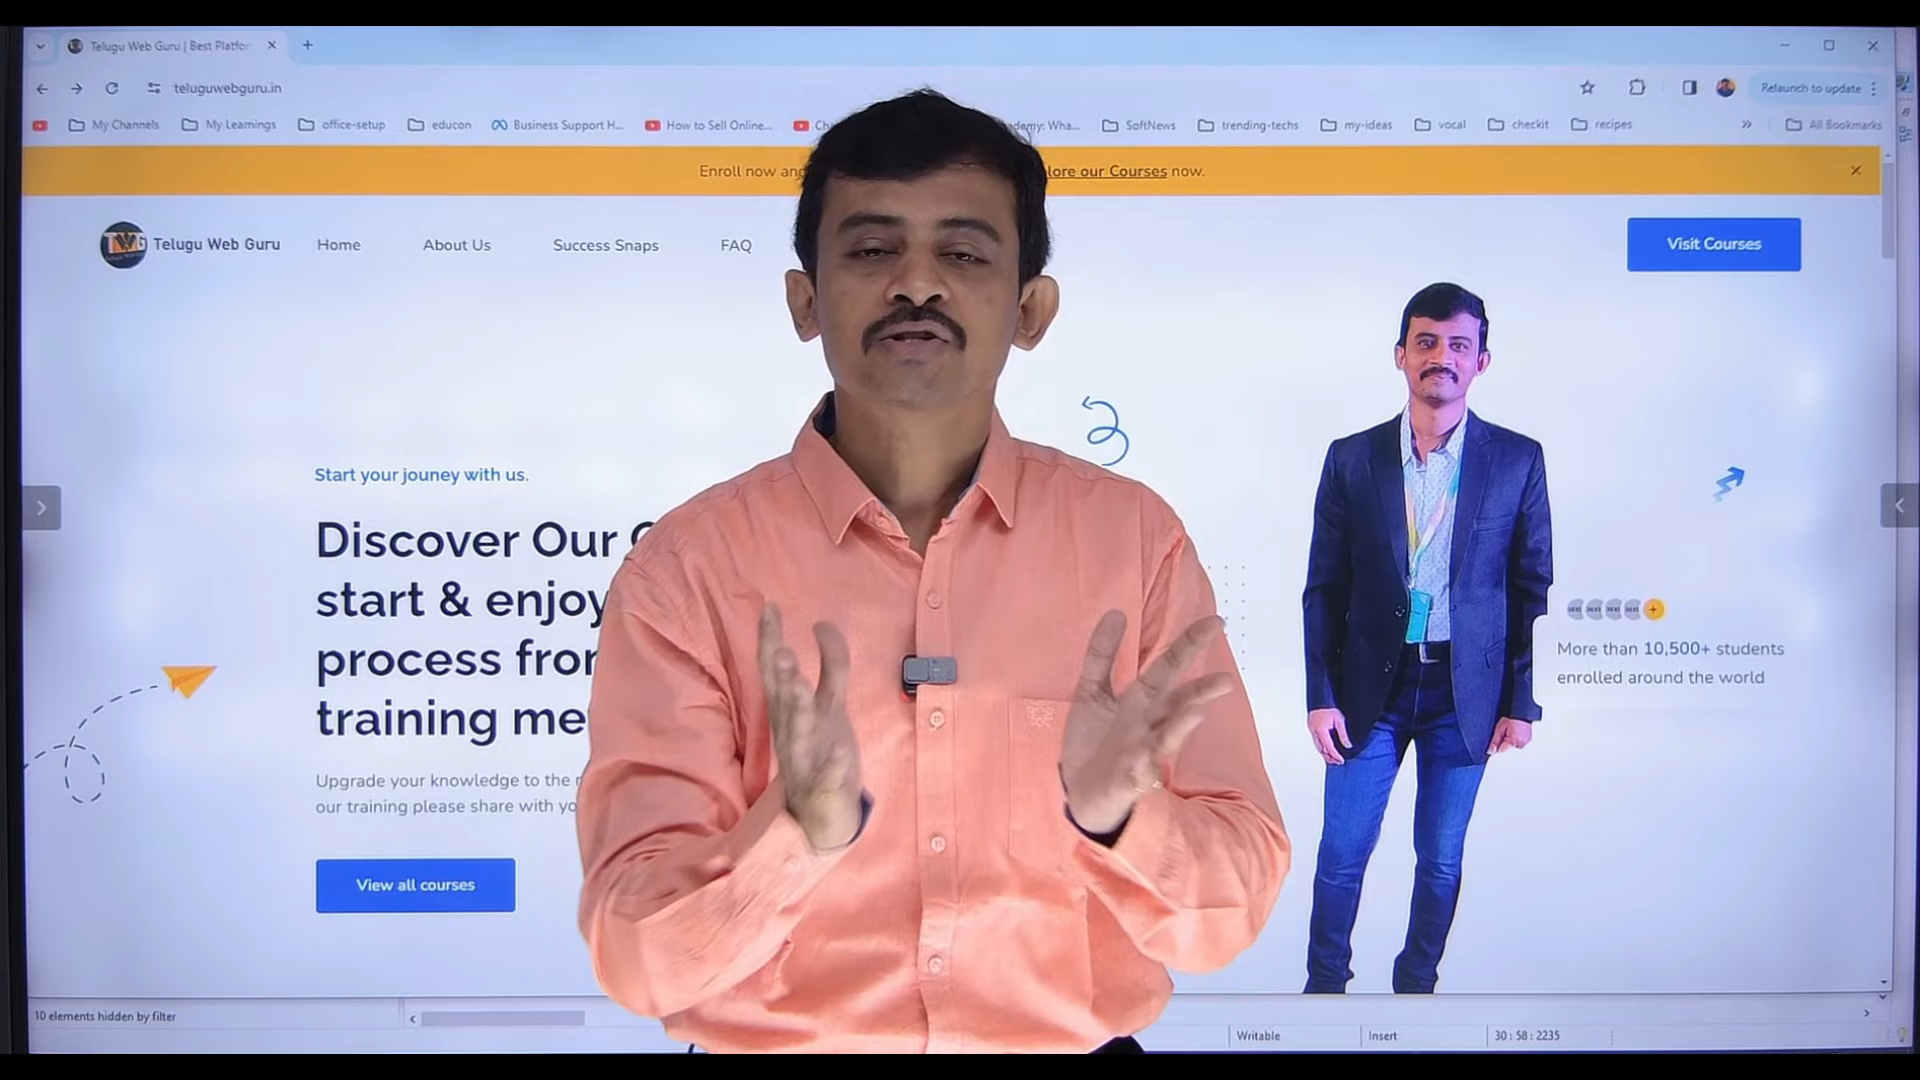 Telugu Web Guru | Best Platfor
teluguwebguru.in
Relaunch to update
My Channels
My Learnings
office-setup
educon
Business Support H...
How to Sell Online...
SoftNews
trending-techs
my-ideas
vocal
checkit
recipes
All Bookmarks
Enroll now and
lore our Courses now.
TWG
Telugu Web Guru
Home
About Us
Success Snaps
FAQ
Visit Courses
Start your jouney with us.
Discover Our
start & enjoy
process from
training me
Upgrade your knowledge to the
our training please share with yo
View all courses
More than 10,500+ students
enrolled around the world
10 elements hidden by filter
Writable
Insert
30 : 58 : 2235